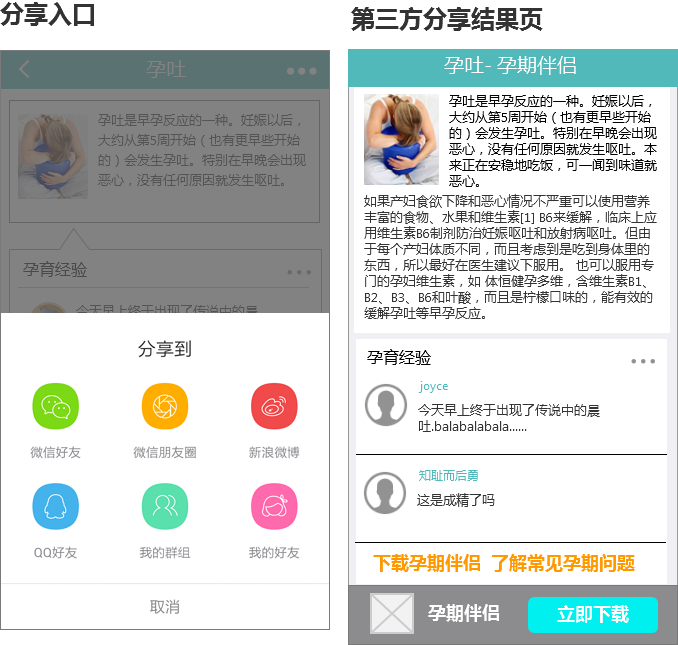 分享入口
孕吐
孕吐是早孕反应的一种。妊娠以后，
大约从第5周开始（也有更早些开始
的）会发生孕吐。特别在早晚会出现
恶心，没有任何原因就发生呕吐。
孕育经验
今天早上终于出现了传说中的晨
分享到
微信好友
微信朋友圈
新浪微博
QQ好友
我的群组
我的好友
取消
第三方分享结果页
孕吐- 孕期伴侣
孕吐是早孕反应的一种。妊娠以后，
大约从第5周开始（也有更早些开始
的）会发生孕吐。特别在早晚会出现
恶心，没有任何原因就发生呕吐。本
来正在安稳地吃饭，可一闻到味道就
恶心。
如果产妇食欲下降和恶心情况不严重可以使用营养
丰富的食物、水果和维生素[1] B6来缓解，临床上应
用维生素B6制剂防治妊娠呕吐和放射病呕吐。但由
于每个产妇体质不同，而且考虑到是吃到身体里的
东西，所以最好在医生建议下服用。 也可以服用专
门的孕妇维生素，如 体恒健孕多维，含维生素B1、
B2、B3、B6和叶酸，而且是柠檬口味的，能有效的
缓解孕吐等早孕反应。
孕育经验
joyce
今天早上终于出现了传说中的晨
吐.balabalabala......
知耻而后勇
这是成精了吗
下载孕期伴侣 了解常见孕期问题
孕期伴侣
立即下载